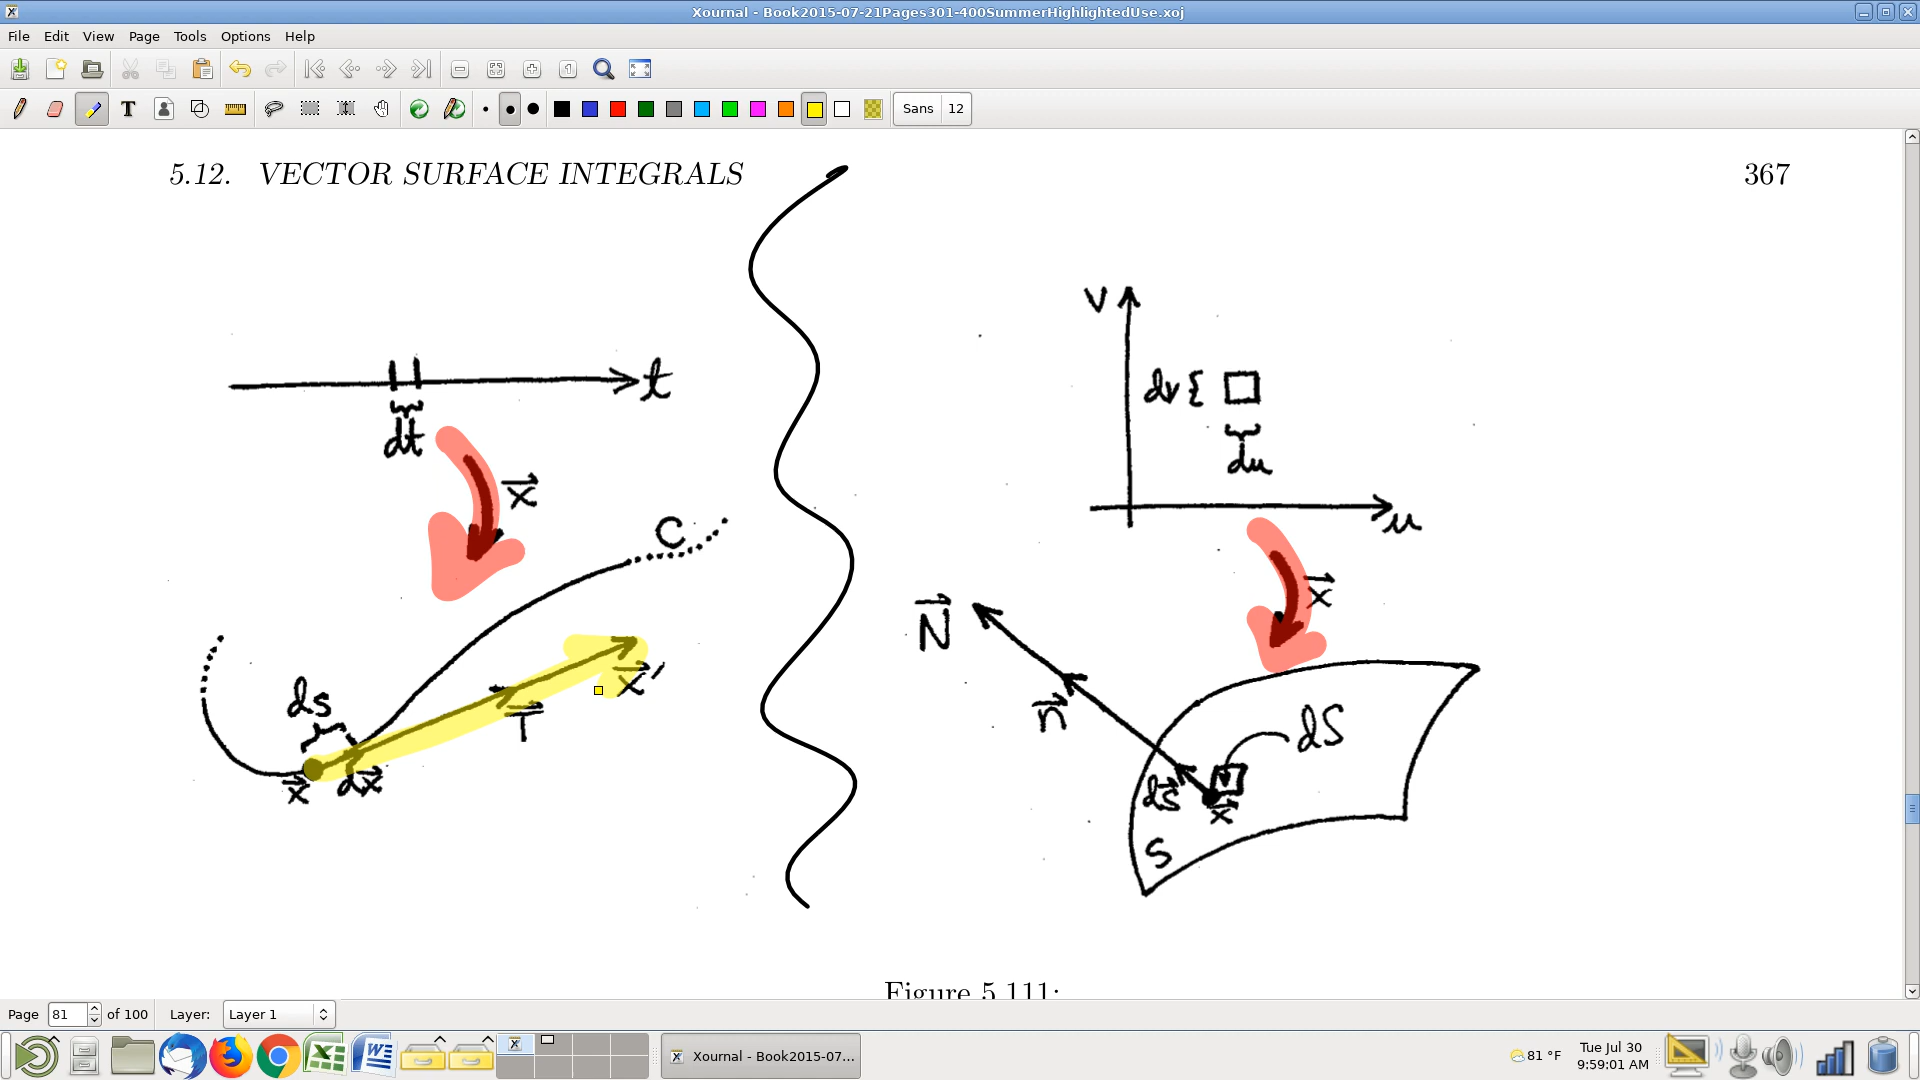 Xournal - Book2015-07-21Pages301-400SummerHighlightedUse.xoj
File Edit View Page Tools Options Help
Sans 12
5.12. VECTOR SURFACE INTEGRALS 367
t
dt
x⃗
C
ds
x⃗
dx⃗
T⃗
x⃗′
v
dv {
du
u
x⃗
N⃗
n⃗
dS
dS⃗
x⃗
S
Figure 5.111:
Page 81 of 100 Layer: Layer 1
Xournal - Book2015-07...
81 °F
Tue Jul 30
9:59:01 AM